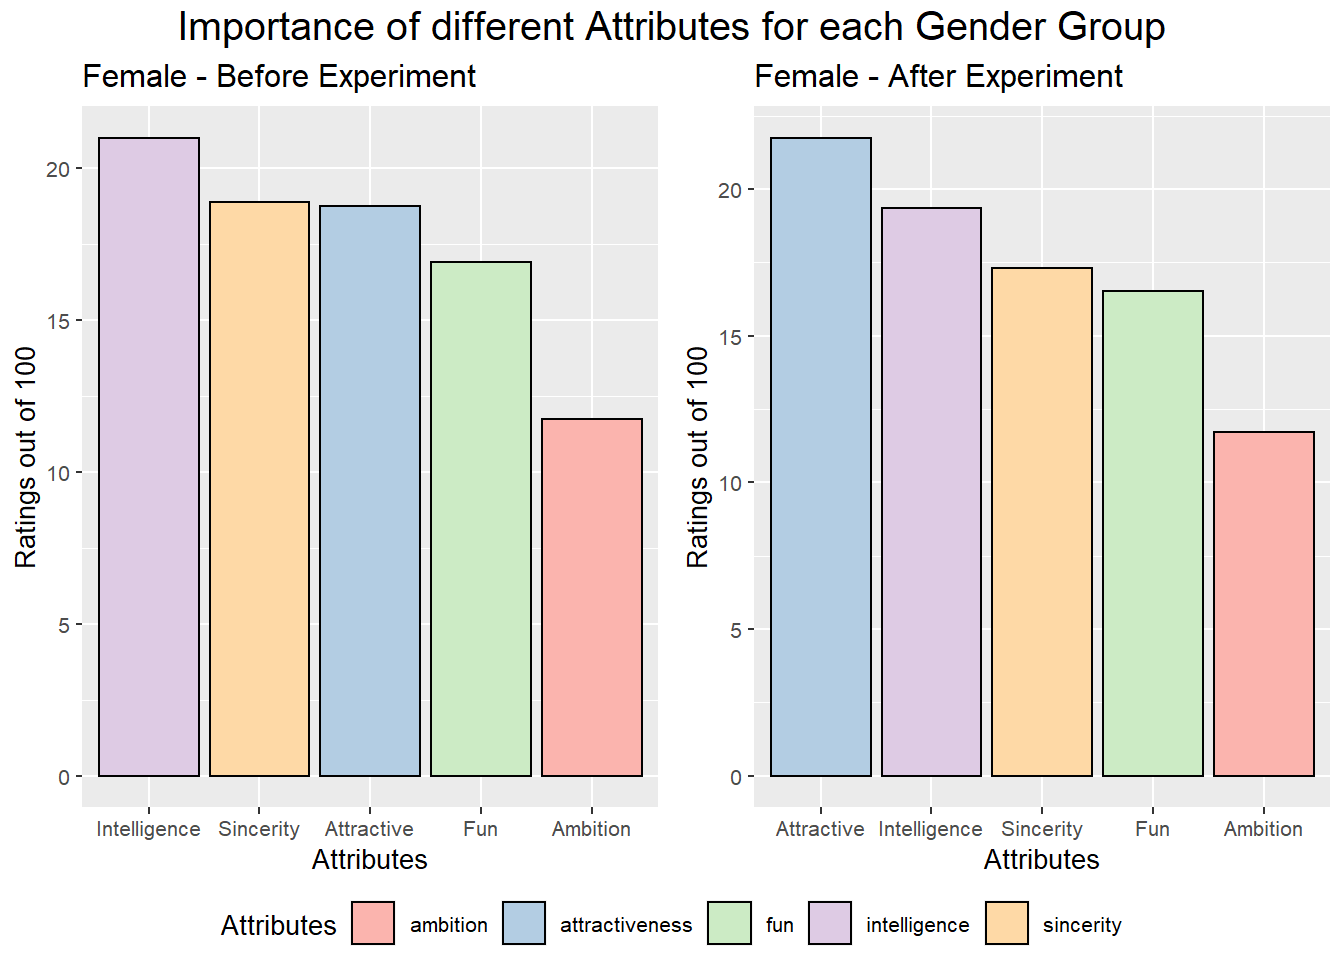 Importance of different Attributes for each Gender Group
Female - Before Experiment
Ratings out of 100
20
15
10
5
0
Intelligence Sincerity Attractive Fun Ambition
Attributes
Female - After Experiment
Ratings out of 100
20
15
10
5
0
Attractive Intelligence Sincerity Fun Ambition
Attributes
Attributes ambition attractiveness fun intelligence sincerity